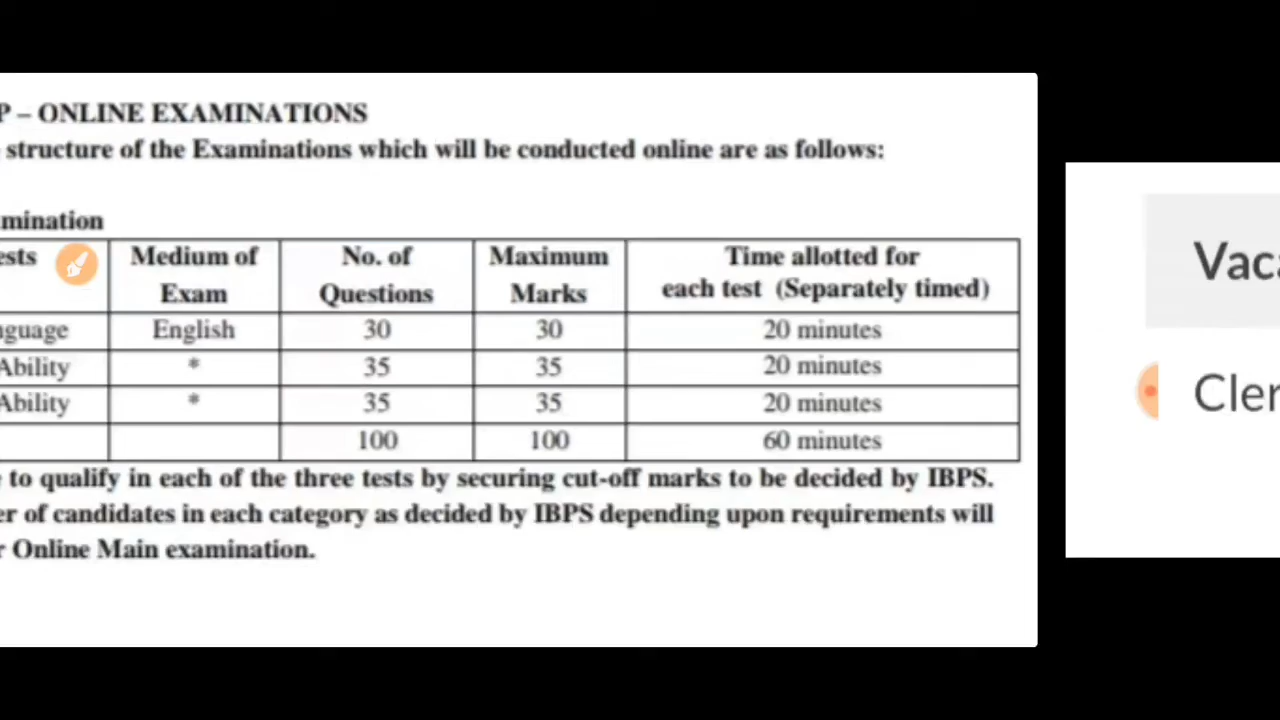 P – ONLINE EXAMINATIONS
structure of the Examinations which will be conducted online are as follows:
mination
ests Medium of Exam No. of Questions Maximum Marks Time allotted for each test (Separately timed)
nguage English 30 30 20 minutes
Ability * 35 35 20 minutes
Ability * 35 35 20 minutes
100 100 60 minutes
to qualify in each of the three tests by securing cut-off marks to be decided by IBPS.
er of candidates in each category as decided by IBPS depending upon requirements will
r Online Main examination.
Vaca
Cler